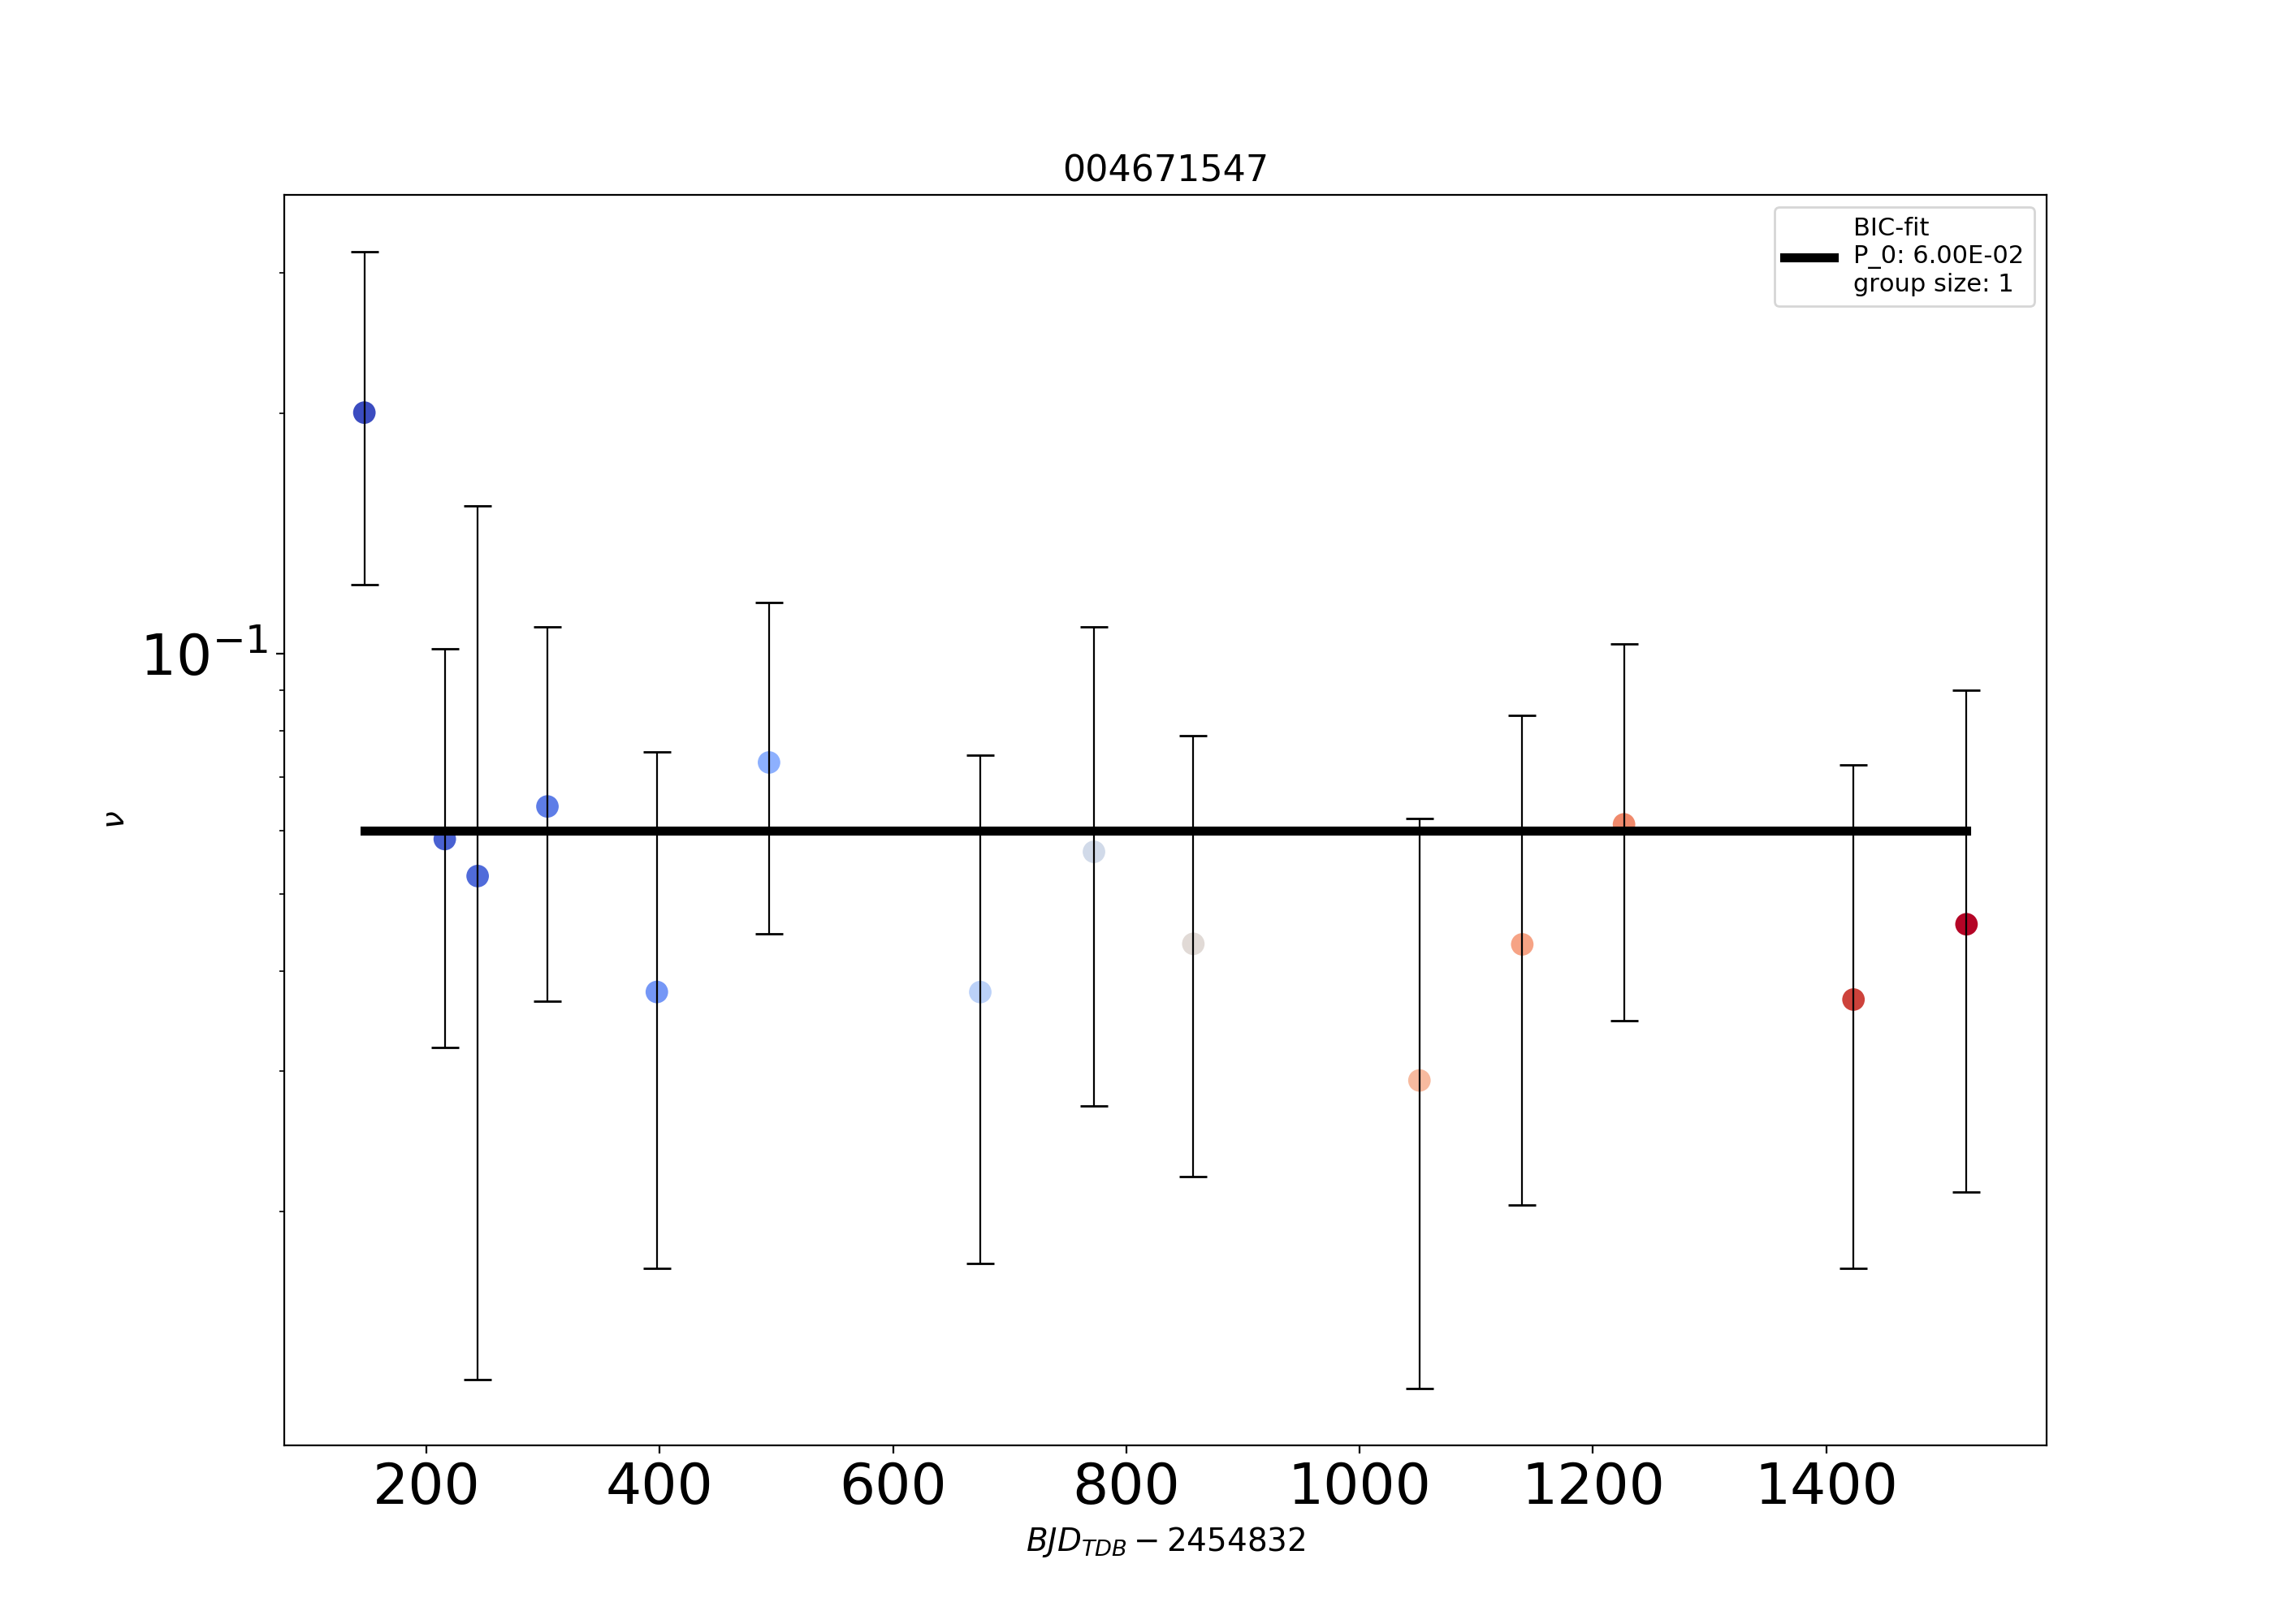 004671547
BIC-fit
P_0: 6.00E-02
group size: 1
10⁻¹
ν
200 400 600 800 1000 1200 1400
BJD_TDB − 2454832